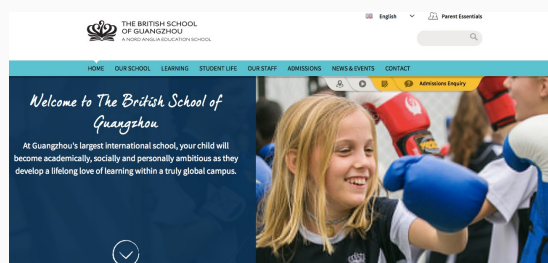 English
Parent Essentials
THE BRITISH SCHOOL
OF GUANGZHOU
A NORD ANGLIA EDUCATION SCHOOL
HOME OUR SCHOOL LEARNING STUDENT LIFE OUR STAFF ADMISSIONS NEWS & EVENTS CONTACT
Admissions Enquiry
Welcome to The British School of
Guangzhou
At Guangzhou's largest international school, your child will
become academically, socially and personally ambitious as they
develop a lifelong love of learning within a truly global campus.